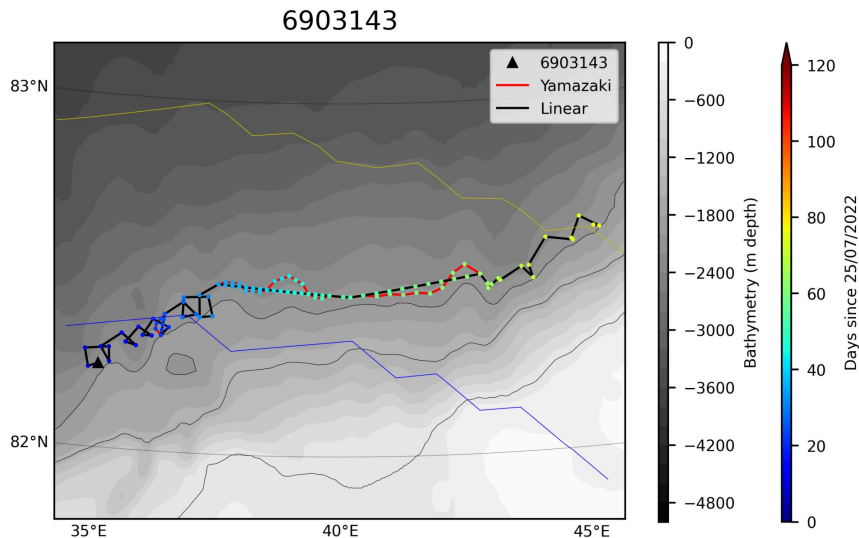 6903143
83°N
82°N
35°E
40°E
45°E
6903143
Yamazaki
Linear
0
−600
−1200
−1800
−2400
−3000
−3600
−4200
−4800
Bathymetry (m depth)
120
100
80
60
40
20
0
Days since 25/07/2022